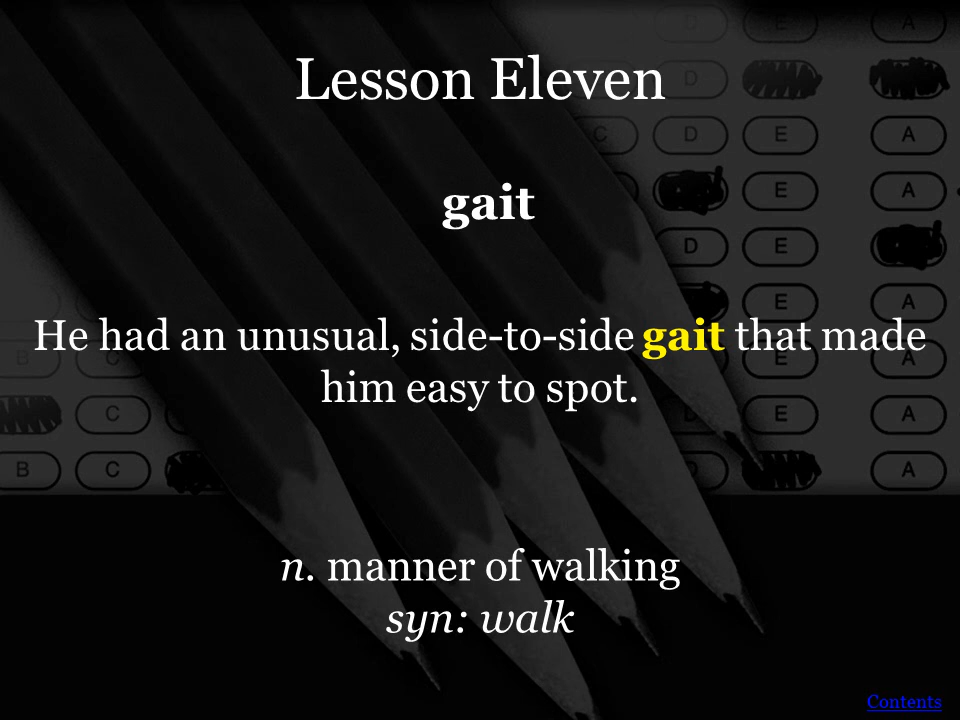 Lesson Eleven
gait
He had an unusual, side-to-side gait that made
him easy to spot.
n. manner of walking
syn: walk
Contents